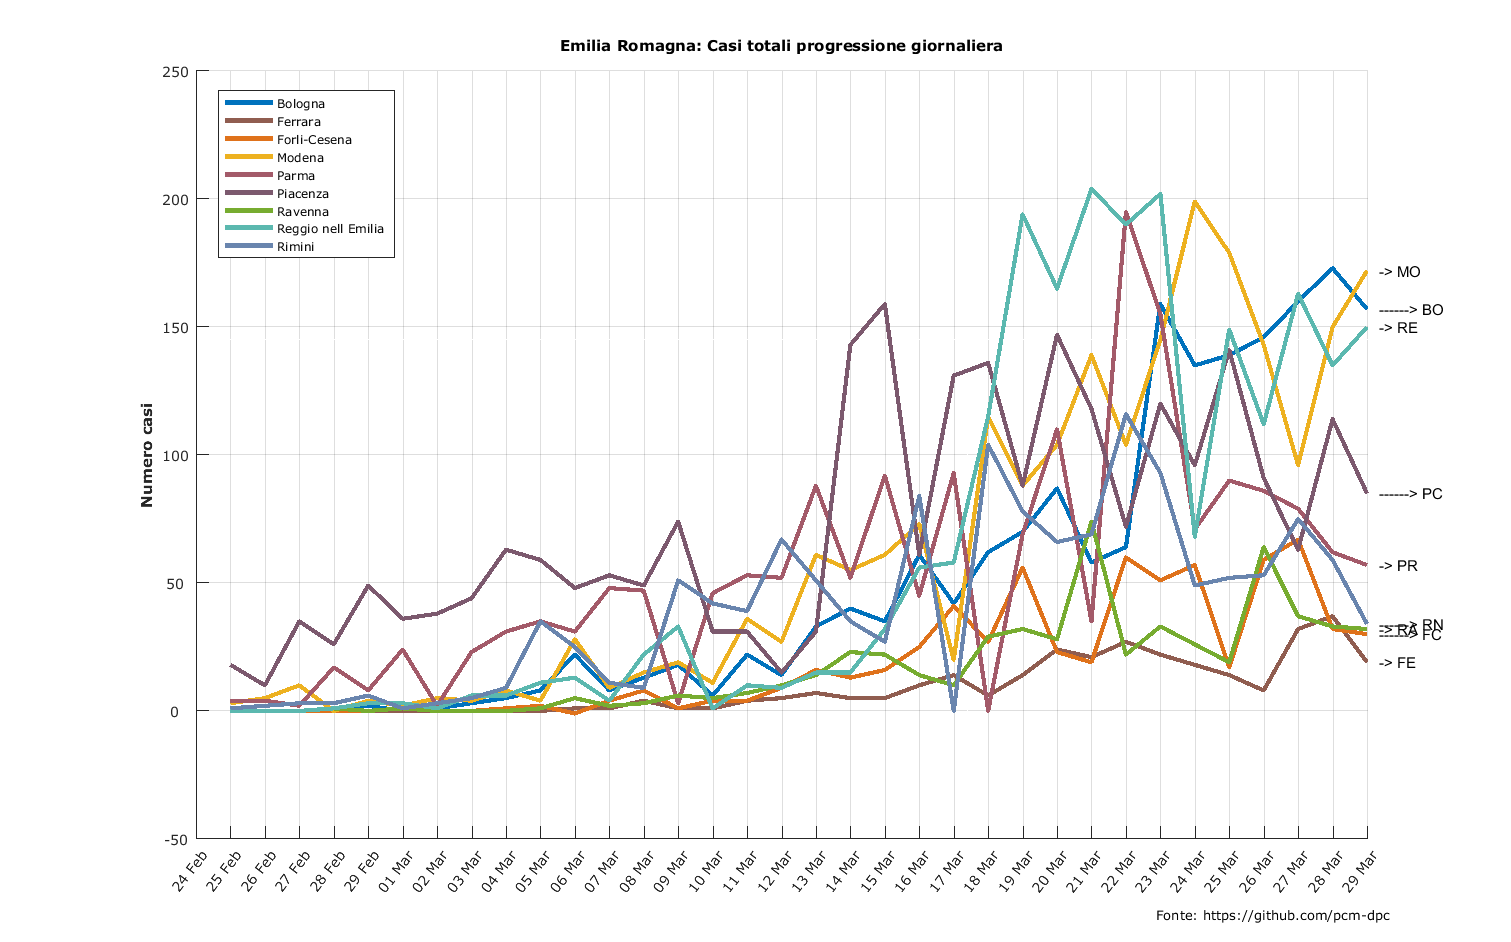 Emilia Romagna: Casi totali progressione giornaliera
250
200
150
100
50
0
-50
Numero casi
Bologna
Ferrara
Forli-Cesena
Modena
Parma
Piacenza
Ravenna
Reggio nell Emilia
Rimini
-> MO
------> BO
-> RE
------> PC
-> PR
------> RN
-> RA
------> FC
-> FE
24 Feb
25 Feb
26 Feb
27 Feb
28 Feb
29 Feb
01 Mar
02 Mar
03 Mar
04 Mar
05 Mar
06 Mar
07 Mar
08 Mar
09 Mar
10 Mar
11 Mar
12 Mar
13 Mar
14 Mar
15 Mar
16 Mar
17 Mar
18 Mar
19 Mar
20 Mar
21 Mar
22 Mar
23 Mar
24 Mar
25 Mar
26 Mar
27 Mar
28 Mar
29 Mar
Fonte: https://github.com/pcm-dpc